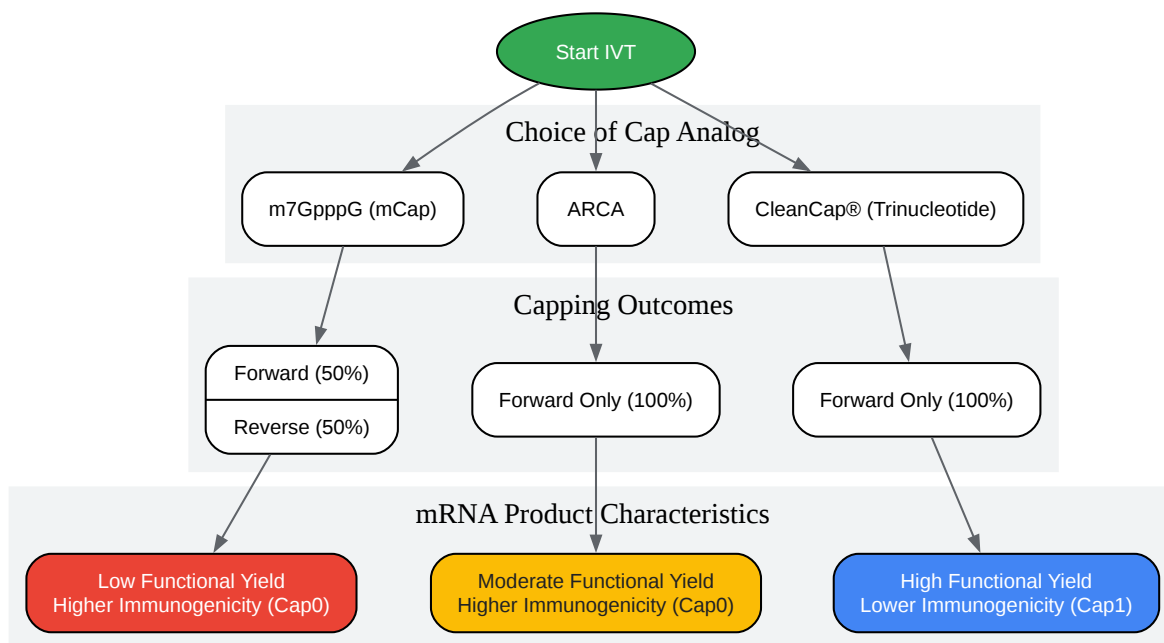 Start IVT
Choice of Cap Analog
m7GpppG (mCap)
ARCA
CleanCap® (Trinucleotide)
Capping Outcomes
Forward (50%)
Reverse (50%)
Forward Only (100%)
Forward Only (100%)
mRNA Product Characteristics
Low Functional Yield
Higher Immunogenicity (Cap0)
Moderate Functional Yield
Higher Immunogenicity (Cap0)
High Functional Yield
Lower Immunogenicity (Cap1)